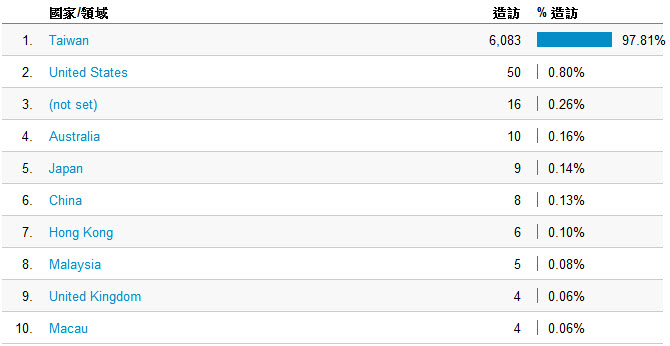 國家/領域 造訪 % 造訪
1. Taiwan 6,083 97.81%
2. United States 50 0.80%
3. (not set) 16 0.26%
4. Australia 10 0.16%
5. Japan 9 0.14%
6. China 8 0.13%
7. Hong Kong 6 0.10%
8. Malaysia 5 0.08%
9. United Kingdom 4 0.06%
10. Macau 4 0.06%